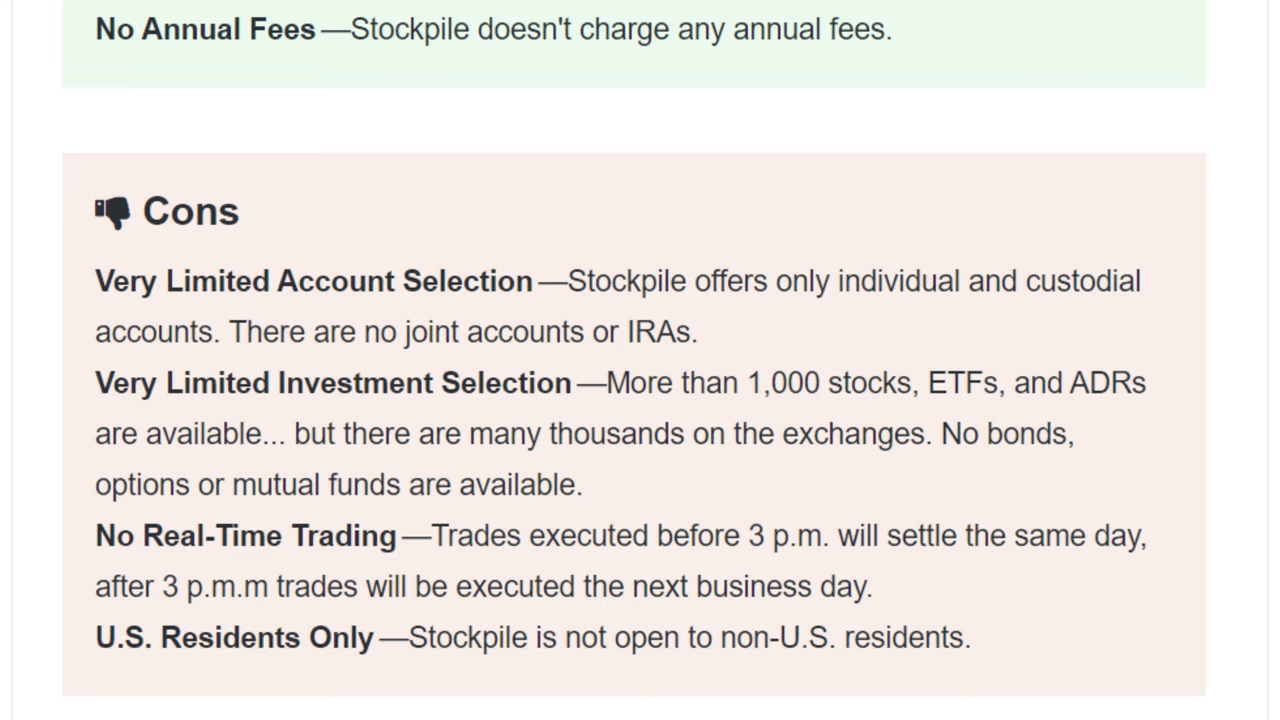 No Annual Fees—Stockpile doesn't charge any annual fees.
Cons
Very Limited Account Selection—Stockpile offers only individual and custodial
accounts. There are no joint accounts or IRAs.
Very Limited Investment Selection—More than 1,000 stocks, ETFs, and ADRs
are available... but there are many thousands on the exchanges. No bonds,
options or mutual funds are available.
No Real-Time Trading—Trades executed before 3 p.m. will settle the same day,
after 3 p.m.m trades will be executed the next business day.
U.S. Residents Only—Stockpile is not open to non-U.S. residents.